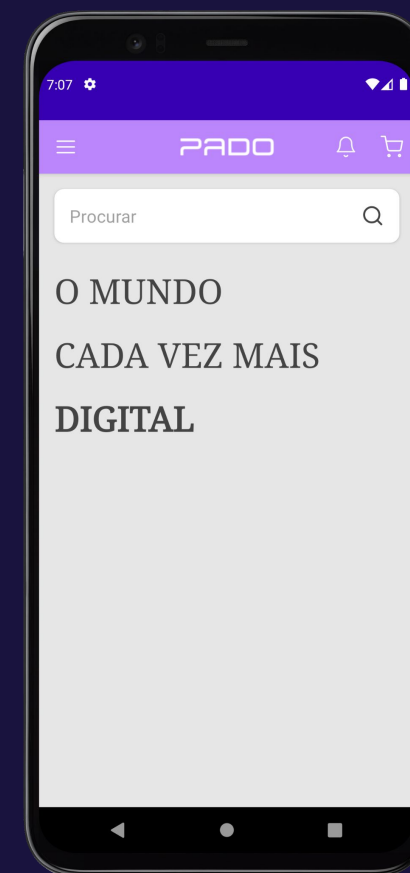 7:07
PADO
Procurar
O MUNDO
CADA VEZ MAIS
DIGITAL